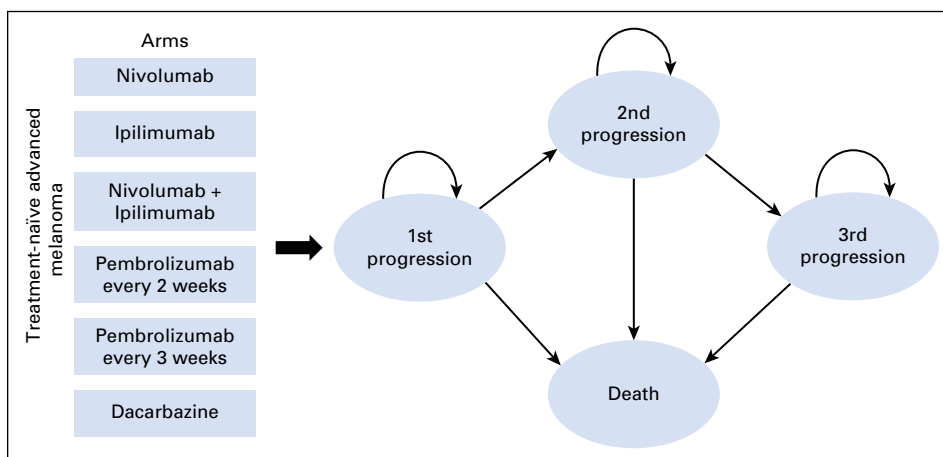 Arms
Treatment-naïve advanced
melanoma
Nivolumab
Ipilimumab
Nivolumab +
Ipilimumab
Pembrolizumab
every 2 weeks
Pembrolizumab
every 3 weeks
Dacarbazine
1st
progression
2nd
progression
3rd
progression
Death